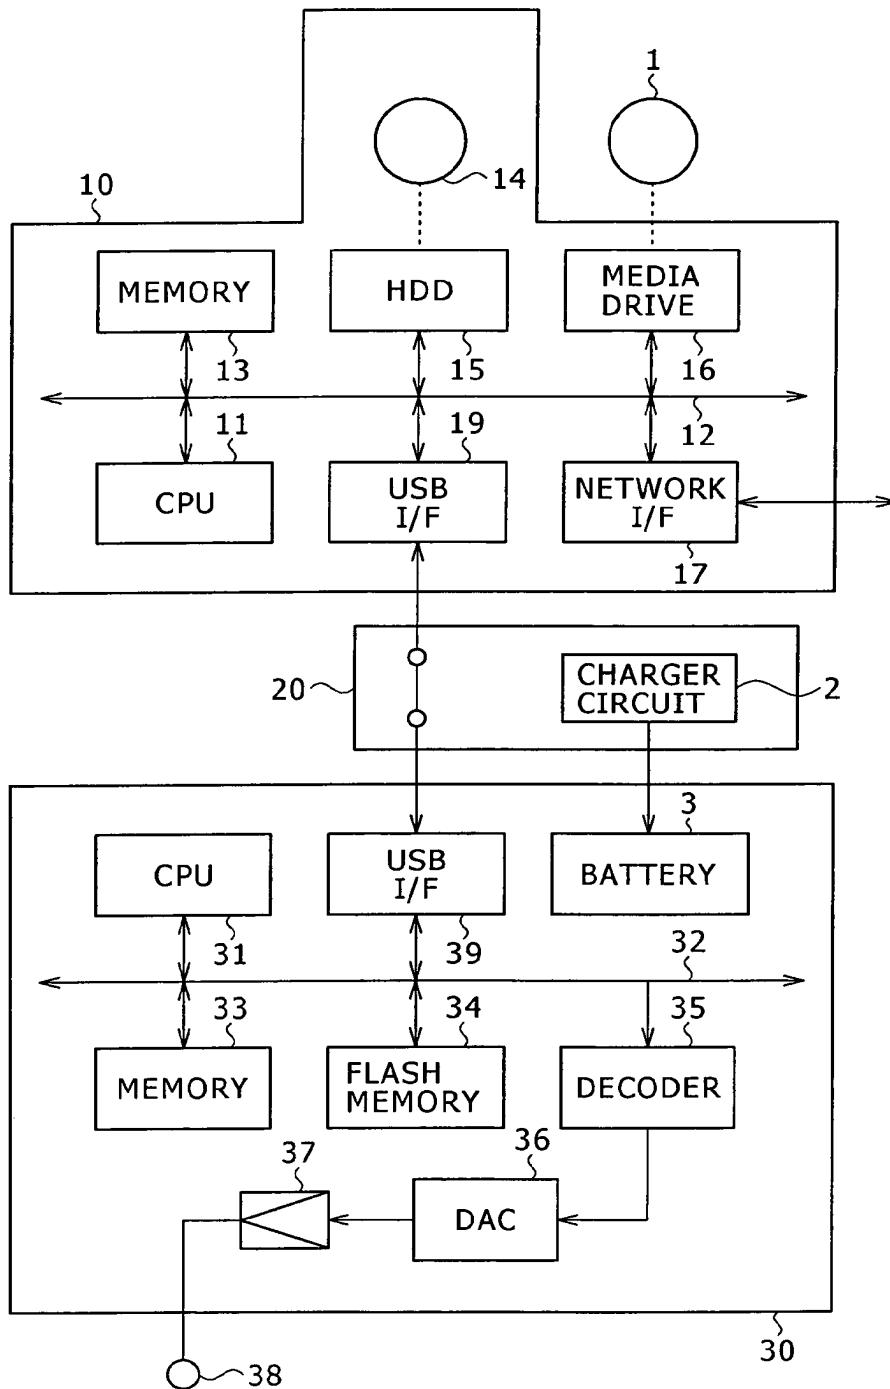 1
14
10
MEMORY
HDD
MEDIA
DRIVE
13
15
16
11
19
12
CPU
USB
I/F
NETWORK
I/F
17
20
CHARGER
CIRCUIT
2
3
CPU
USB
I/F
BATTERY
31
39
32
33
34
35
MEMORY
FLASH
MEMORY
DECODER
37
36
DAC
30
38